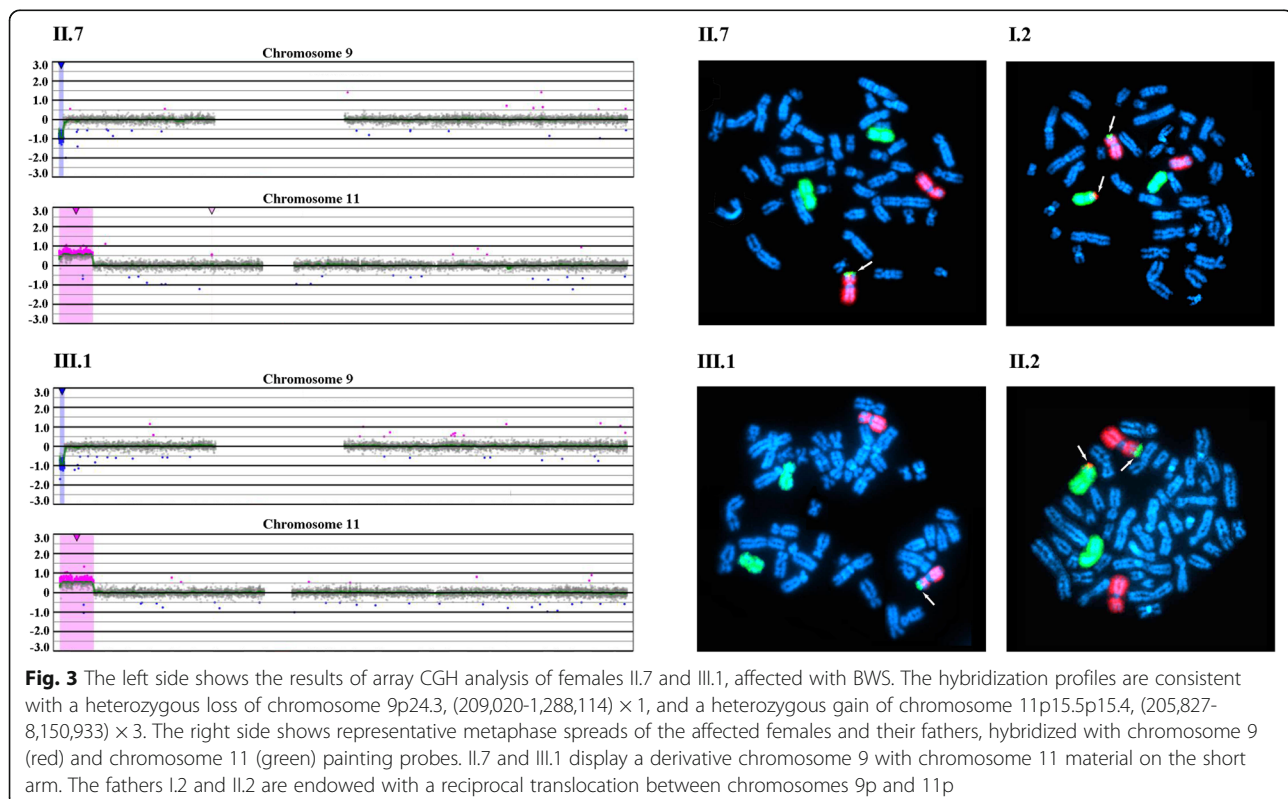 II.7
Chromosome 9
3.0
2.0
1.0
0
-1.0
-2.0
-3.0
Chromosome 11
3.0
2.0
1.0
0
-1.0
-2.0
-3.0
III.1
Chromosome 9
3.0
2.0
1.0
0
-1.0
-2.0
-3.0
Chromosome 11
3.0
2.0
1.0
0
-1.0
-2.0
-3.0
II.7
I.2
III.1
II.2
Fig. 3 The left side shows the results of array CGH analysis of females II.7 and III.1, affected with BWS. The hybridization profiles are consistent
with a heterozygous loss of chromosome 9p24.3, (209,020-1,288,114) × 1, and a heterozygous gain of chromosome 11p15.5p15.4, (205,827-
8,150,933) × 3. The right side shows representative metaphase spreads of the affected females and their fathers, hybridized with chromosome 9
(red) and chromosome 11 (green) painting probes. II.7 and III.1 display a derivative chromosome 9 with chromosome 11 material on the short
arm. The fathers I.2 and II.2 are endowed with a reciprocal translocation between chromosomes 9p and 11p